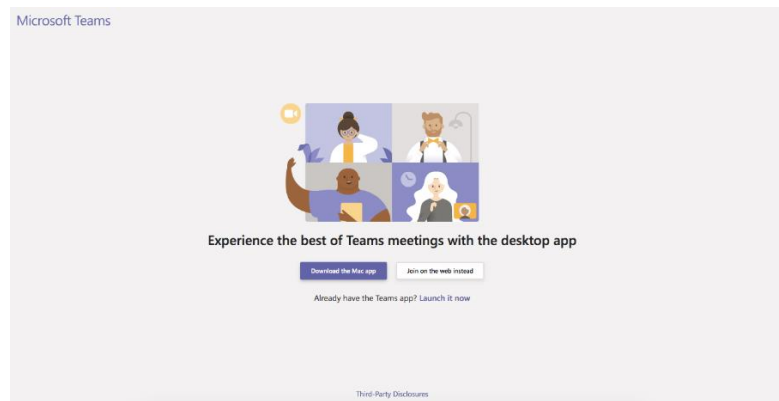 Microsoft Teams
Experience the best of Teams meetings with the desktop app
Download the Mac app
Join on the web instead
Already have the Teams app? Launch it now
Third-Party Disclosures